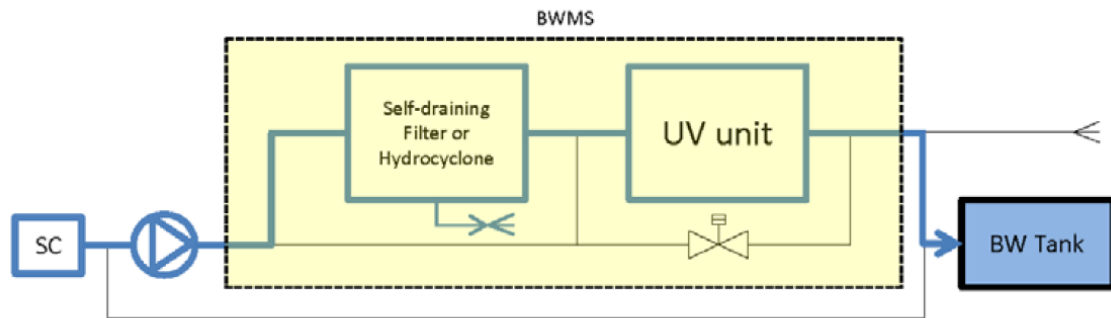 BWMS
Self-draining
Filter or
Hydrocyclone
UV unit
SC
BW Tank